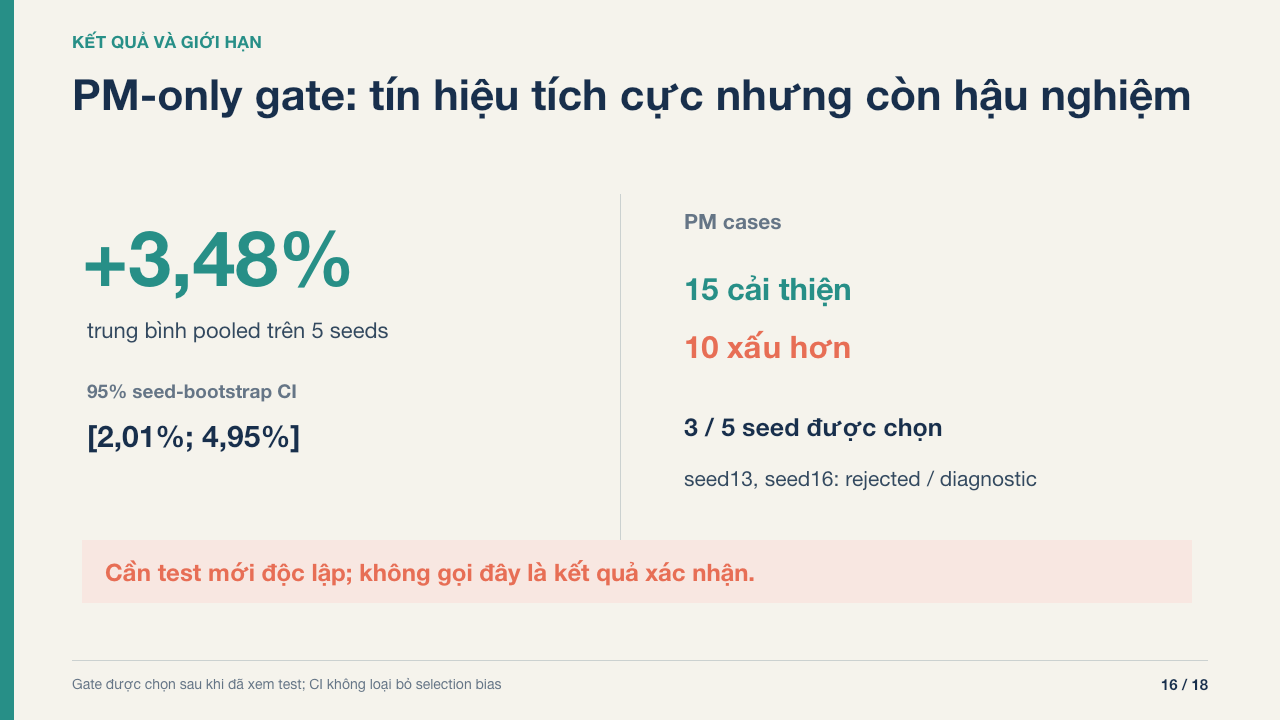 KẾT QUẢ VÀ GIỚI HẠN
PM-only gate: tín hiệu tích cực nhưng còn hậu nghiệm
+3,48%
trung bình pooled trên 5 seeds
95% seed-bootstrap CI
[2,01%; 4,95%]
PM cases
15 cải thiện
10 xấu hơn
3 / 5 seed được chọn
seed13, seed16: rejected / diagnostic
Cần test mới độc lập; không gọi đây là kết quả xác nhận.
Gate được chọn sau khi đã xem test; CI không loại bỏ selection bias
16 / 18